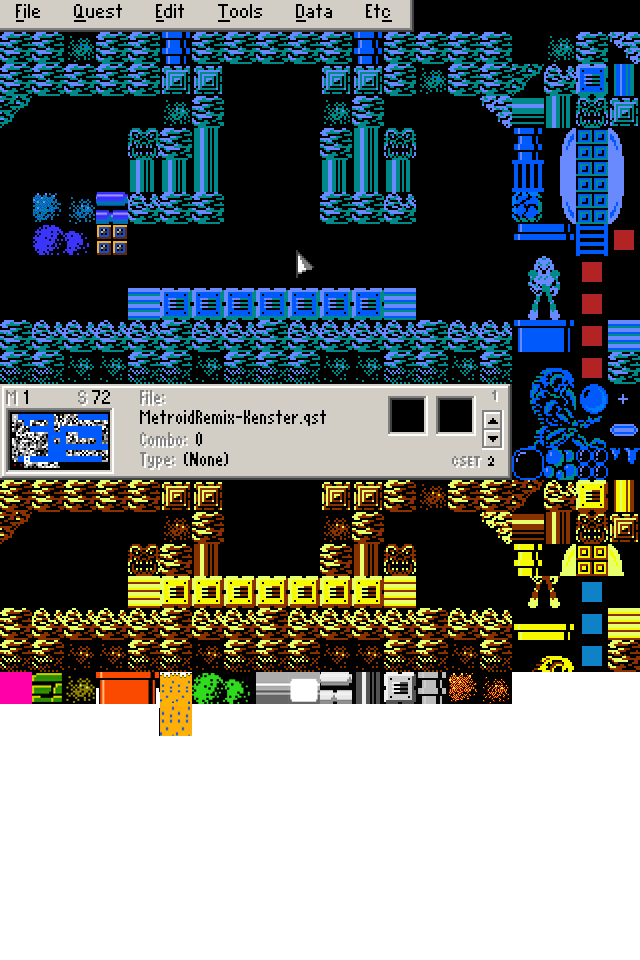 File Quest Edit Tools Data Etc
M 1 S 72 File: 1
MetroidRemix-Kenster.qst
Combo: 0
Type: (None) CSET 2